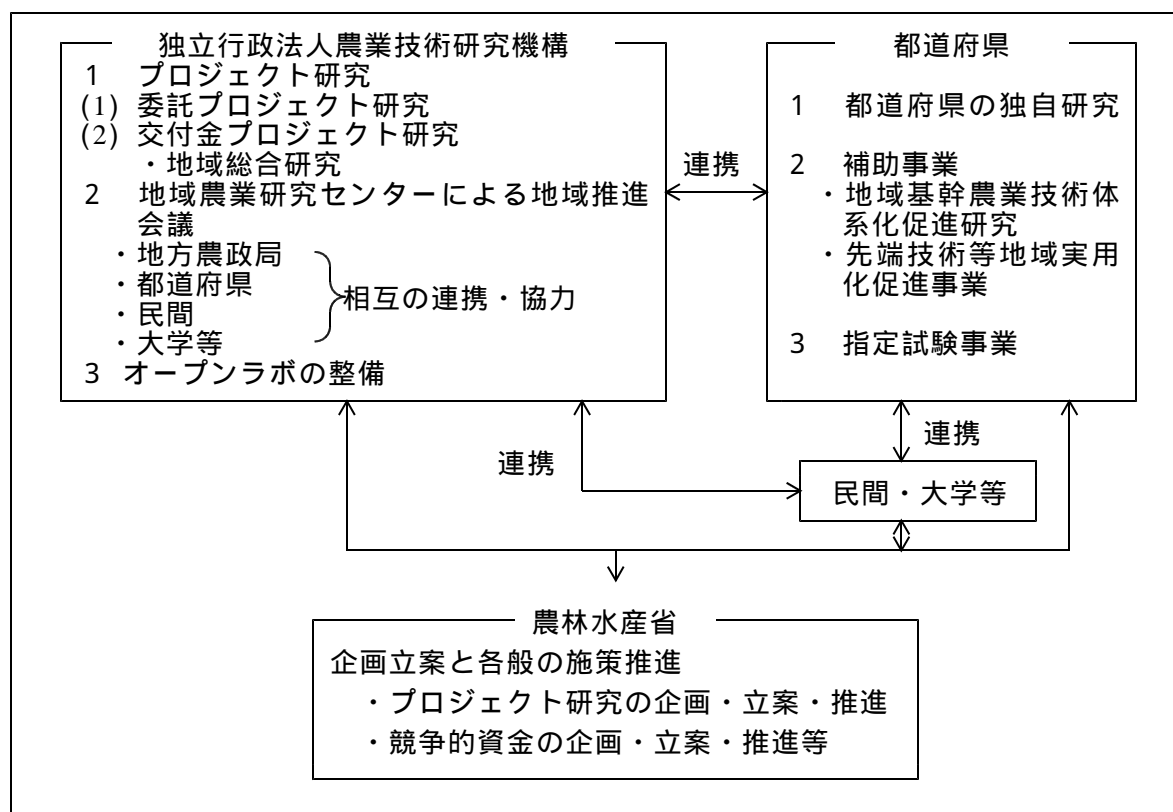 独立行政法人農業技術研究機構
1 プロジェクト研究
(1) 委託プロジェクト研究
(2) 交付金プロジェクト研究
・地域総合研究
2 地域農業研究センターによる地域推進
会議
・地方農政局
・都道府県
・民間
・大学等
相互の連携・協力
3 オープンラボの整備
連携
都道府県
1 都道府県の独自研究
2 補助事業
・地域基幹農業技術体
系化促進研究
・先端技術等地域実用
化促進事業
3 指定試験事業
連携
連携
民間・大学等
農林水産省
企画立案と各般の施策推進
・プロジェクト研究の企画・立案・推進
・競争的資金の企画・立案・推進等